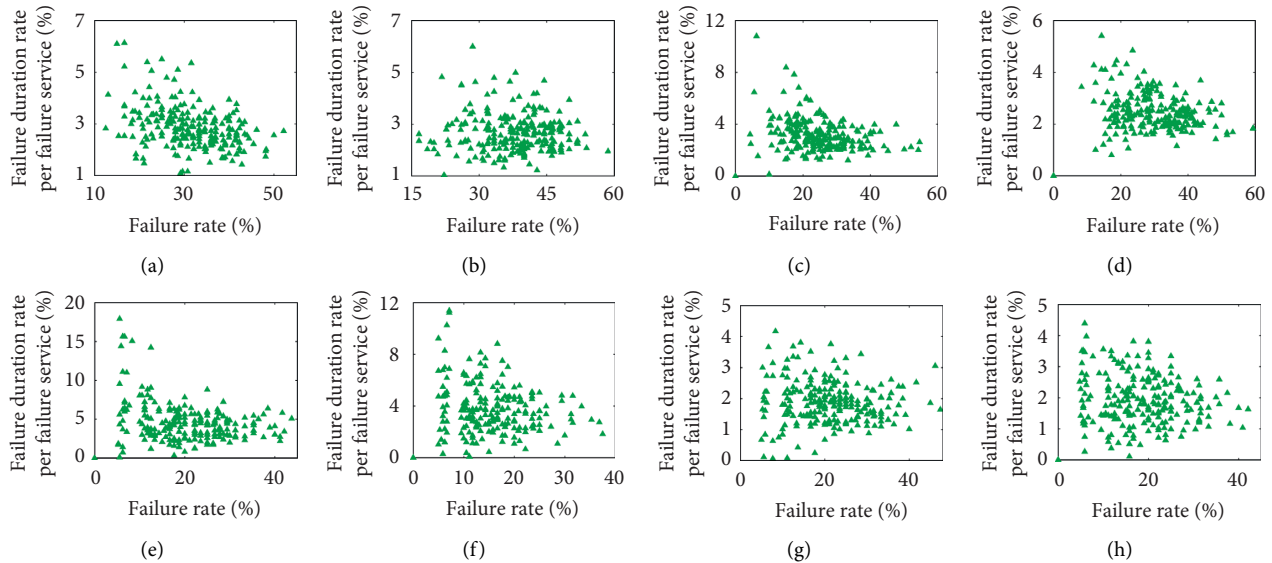 Failure duration rate
per failure service (%)
7
5
3
1
13
30
50
Failure rate (%)
(a)
Failure duration rate
per failure service (%)
7
5
3
1
15
30
45
59
Failure rate (%)
(b)
Failure duration rate
per failure service (%)
12
8
4
0
0
20
40
60
Failure rate (%)
(c)
Failure duration rate
per failure service (%)
6
4
2
0
0
20
40
60
Failure rate (%)
(d)
Failure duration rate
per failure service (%)
20
15
10
5
0
0
10
20
30
40
Failure rate (%)
(e)
Failure duration rate
per failure service (%)
12
8
4
0
0
10
20
30
40
Failure rate (%)
(f)
Failure duration rate
per failure service (%)
5
4
3
2
1
0
0
20
40
Failure rate (%)
(g)
Failure duration rate
per failure service (%)
5
4
3
2
1
0
0
20
40
Failure rate (%)
(h)